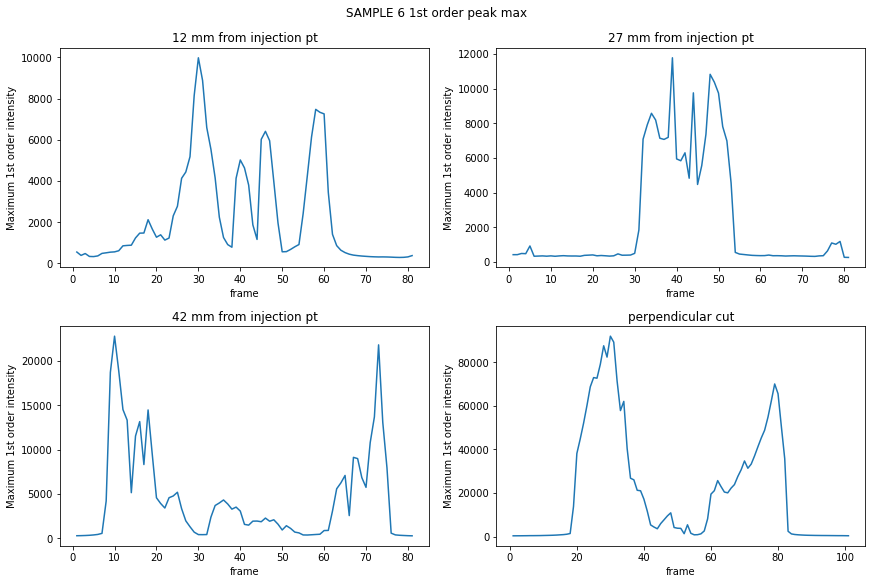 SAMPLE 6 1st order peak max
12 mm from injection pt
Maximum 1st order intensity
10000
8000
6000
4000
2000
0
0 10 20 30 40 50 60 70 80
frame
27 mm from injection pt
Maximum 1st order intensity
12000
10000
8000
6000
4000
2000
0
0 10 20 30 40 50 60 70 80
frame
42 mm from injection pt
Maximum 1st order intensity
20000
15000
10000
5000
0
0 10 20 30 40 50 60 70 80
frame
perpendicular cut
Maximum 1st order intensity
80000
60000
40000
20000
0
0 20 40 60 80 100
frame